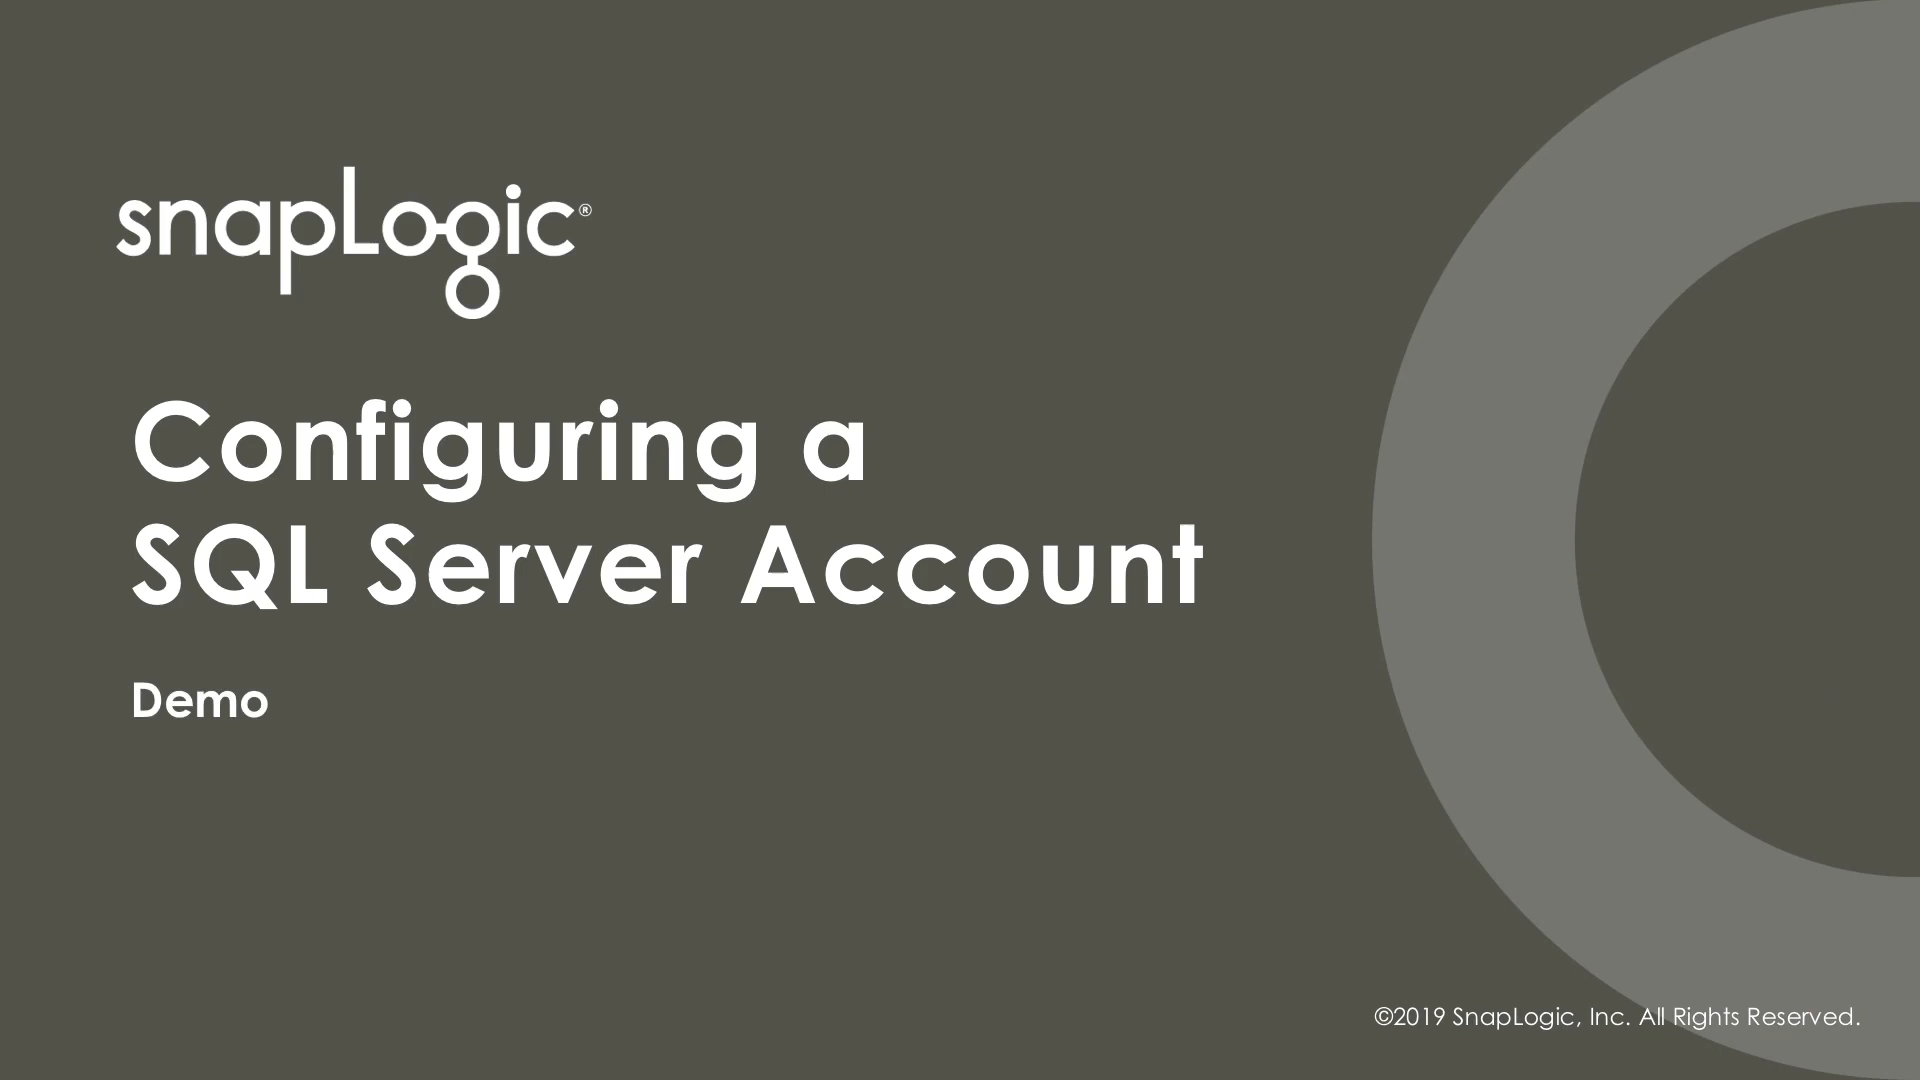 snapLogic®
Configuring a
SQL Server Account
Demo
©2019 SnapLogic, Inc. All Rights Reserved.